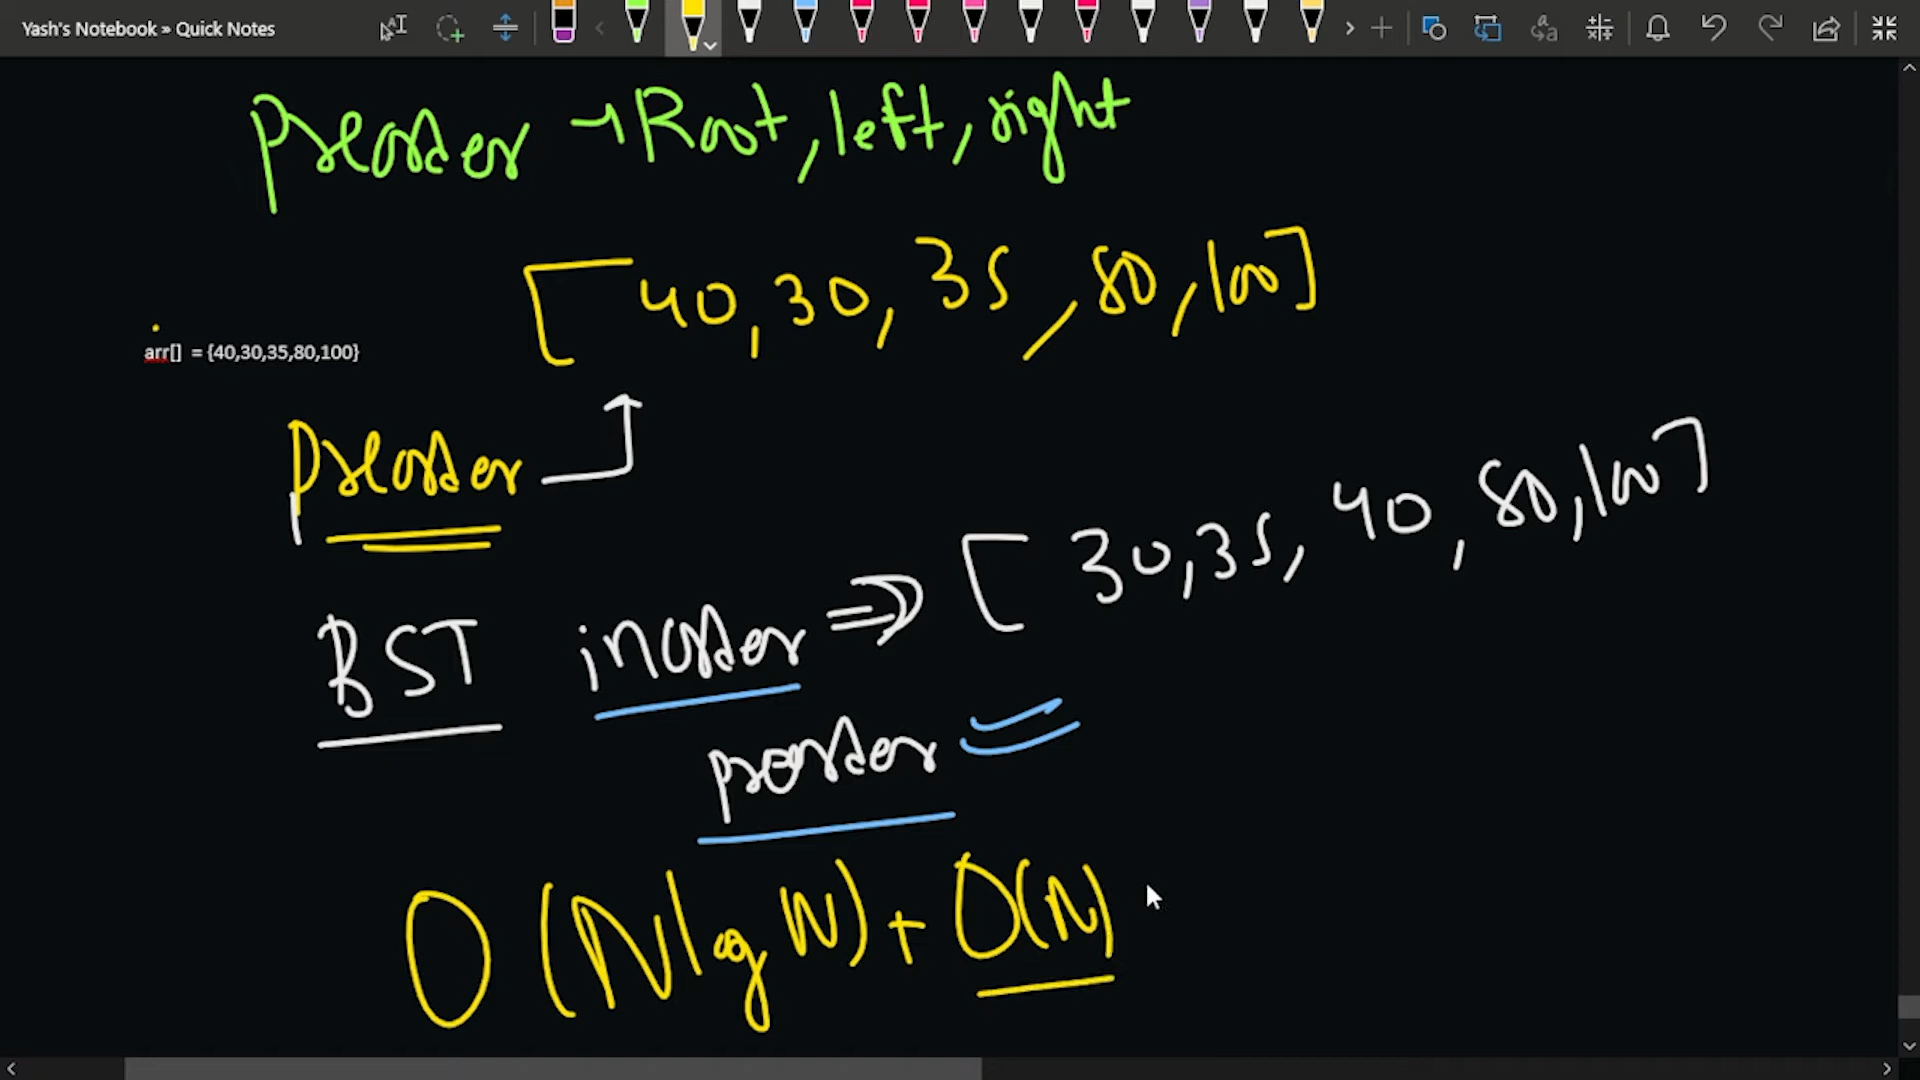 Yash's Notebook » Quick Notes
Preorder → Root, left, right
[40, 30, 35, 80, 100]
arr[] = {40,30,35,80,100}
Preorder
[30, 35, 40, 80, 100]
BST inorder ⇒
preorder
O(NlogN) + O(N)